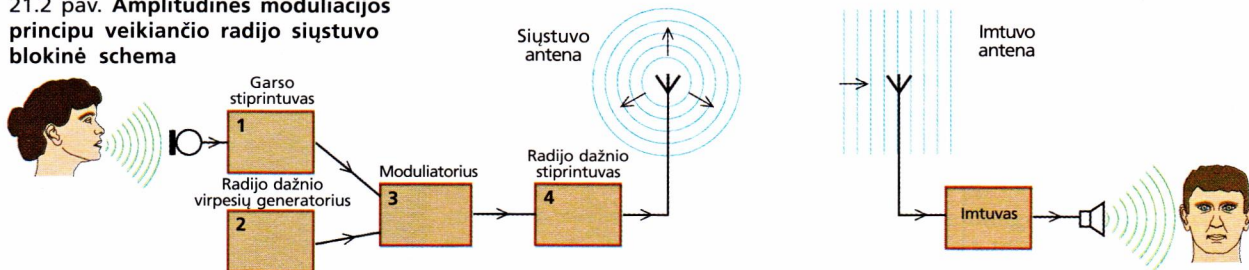 21.2 pav. Amplitudinės moduliacijos
principu veikiančio radijo siųstuvo
blokinė schema
Garso
stiprintuvas
1
Radijo dažnio
virpesių generatorius
2
Moduliatorius
3
Radijo dažnio
stiprintuvas
4
Siųstuvo
antena
Imtuvo
antena
Imtuvas